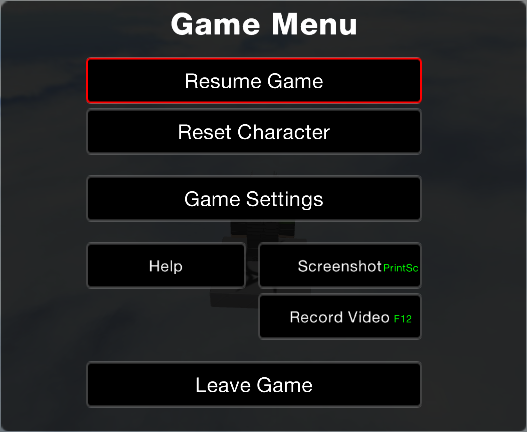 Game Menu
Resume Game
Reset Character
Game Settings
Help
Screenshot PrintSc
Record Video F12
Leave Game